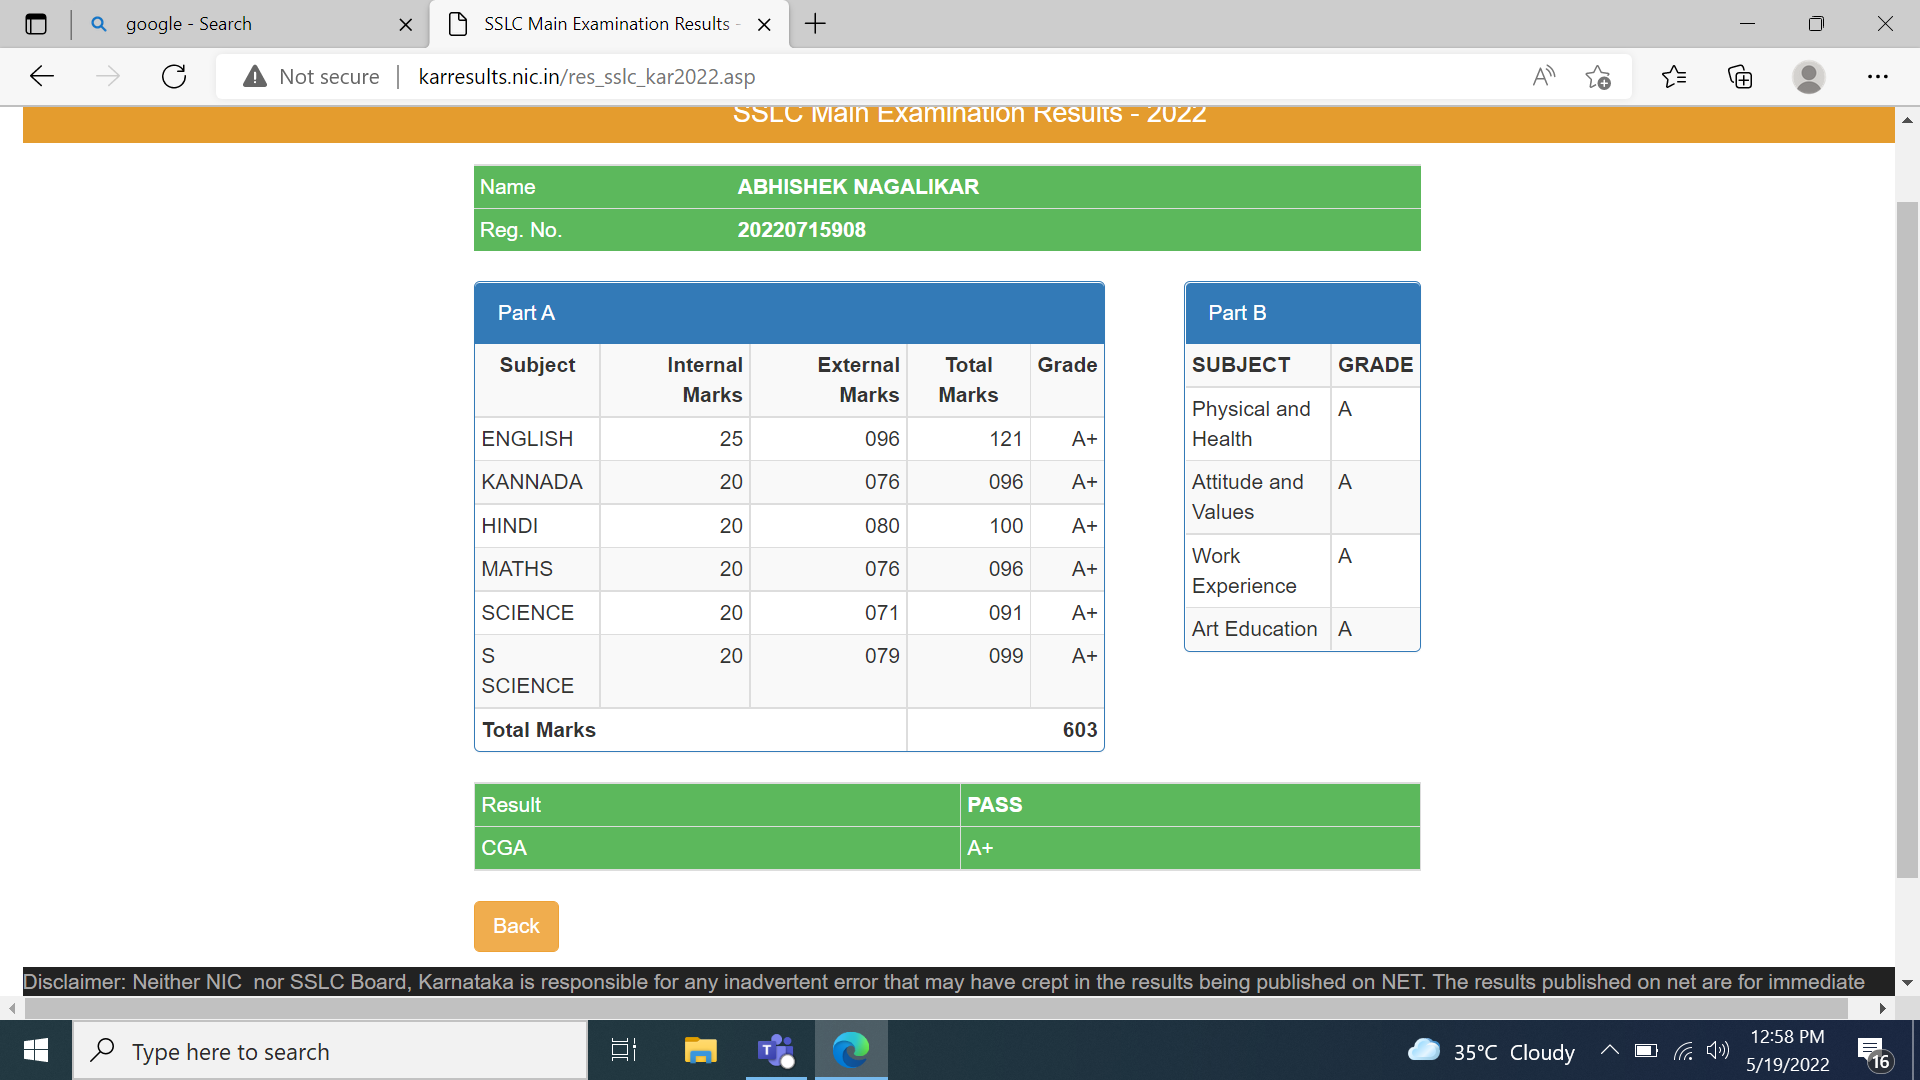 google - Search
SSLC Main Examination Results -
Not secure
karresults.nic.in/res_sslc_kar2022.asp
SSLC Main Examination Results - 2022
Name ABHISHEK NAGALIKAR
Reg. No. 20220715908
Part A
Subject Internal Marks External Marks Total Marks Grade
ENGLISH 25 096 121 A+
KANNADA 20 076 096 A+
HINDI 20 080 100 A+
MATHS 20 076 096 A+
SCIENCE 20 071 091 A+
S SCIENCE 20 079 099 A+
Total Marks 603
Part B
SUBJECT GRADE
Physical and Health A
Attitude and Values A
Work Experience A
Art Education A
Result PASS
CGA A+
Back
Disclaimer: Neither NIC nor SSLC Board, Karnataka is responsible for any inadvertent error that may have crept in the results being published on NET. The results published on net are for immediate
Type here to search
35°C Cloudy
12:58 PM
5/19/2022
16